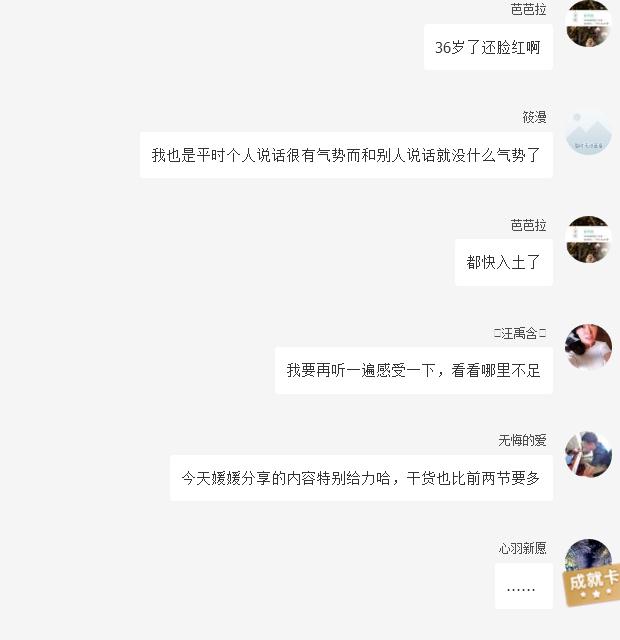 芭芭拉
36岁了还脸红啊
筱漫
我也是平时个人说话很有气势而和别人说话就没什么气势了
芭芭拉
都快入土了
汪禹含
我要再听一遍感受一下，看看哪里不足
无悔的爱
今天媛媛分享的内容特别给力哈，干货也比前两节要多
心羽新愿
成就卡
……